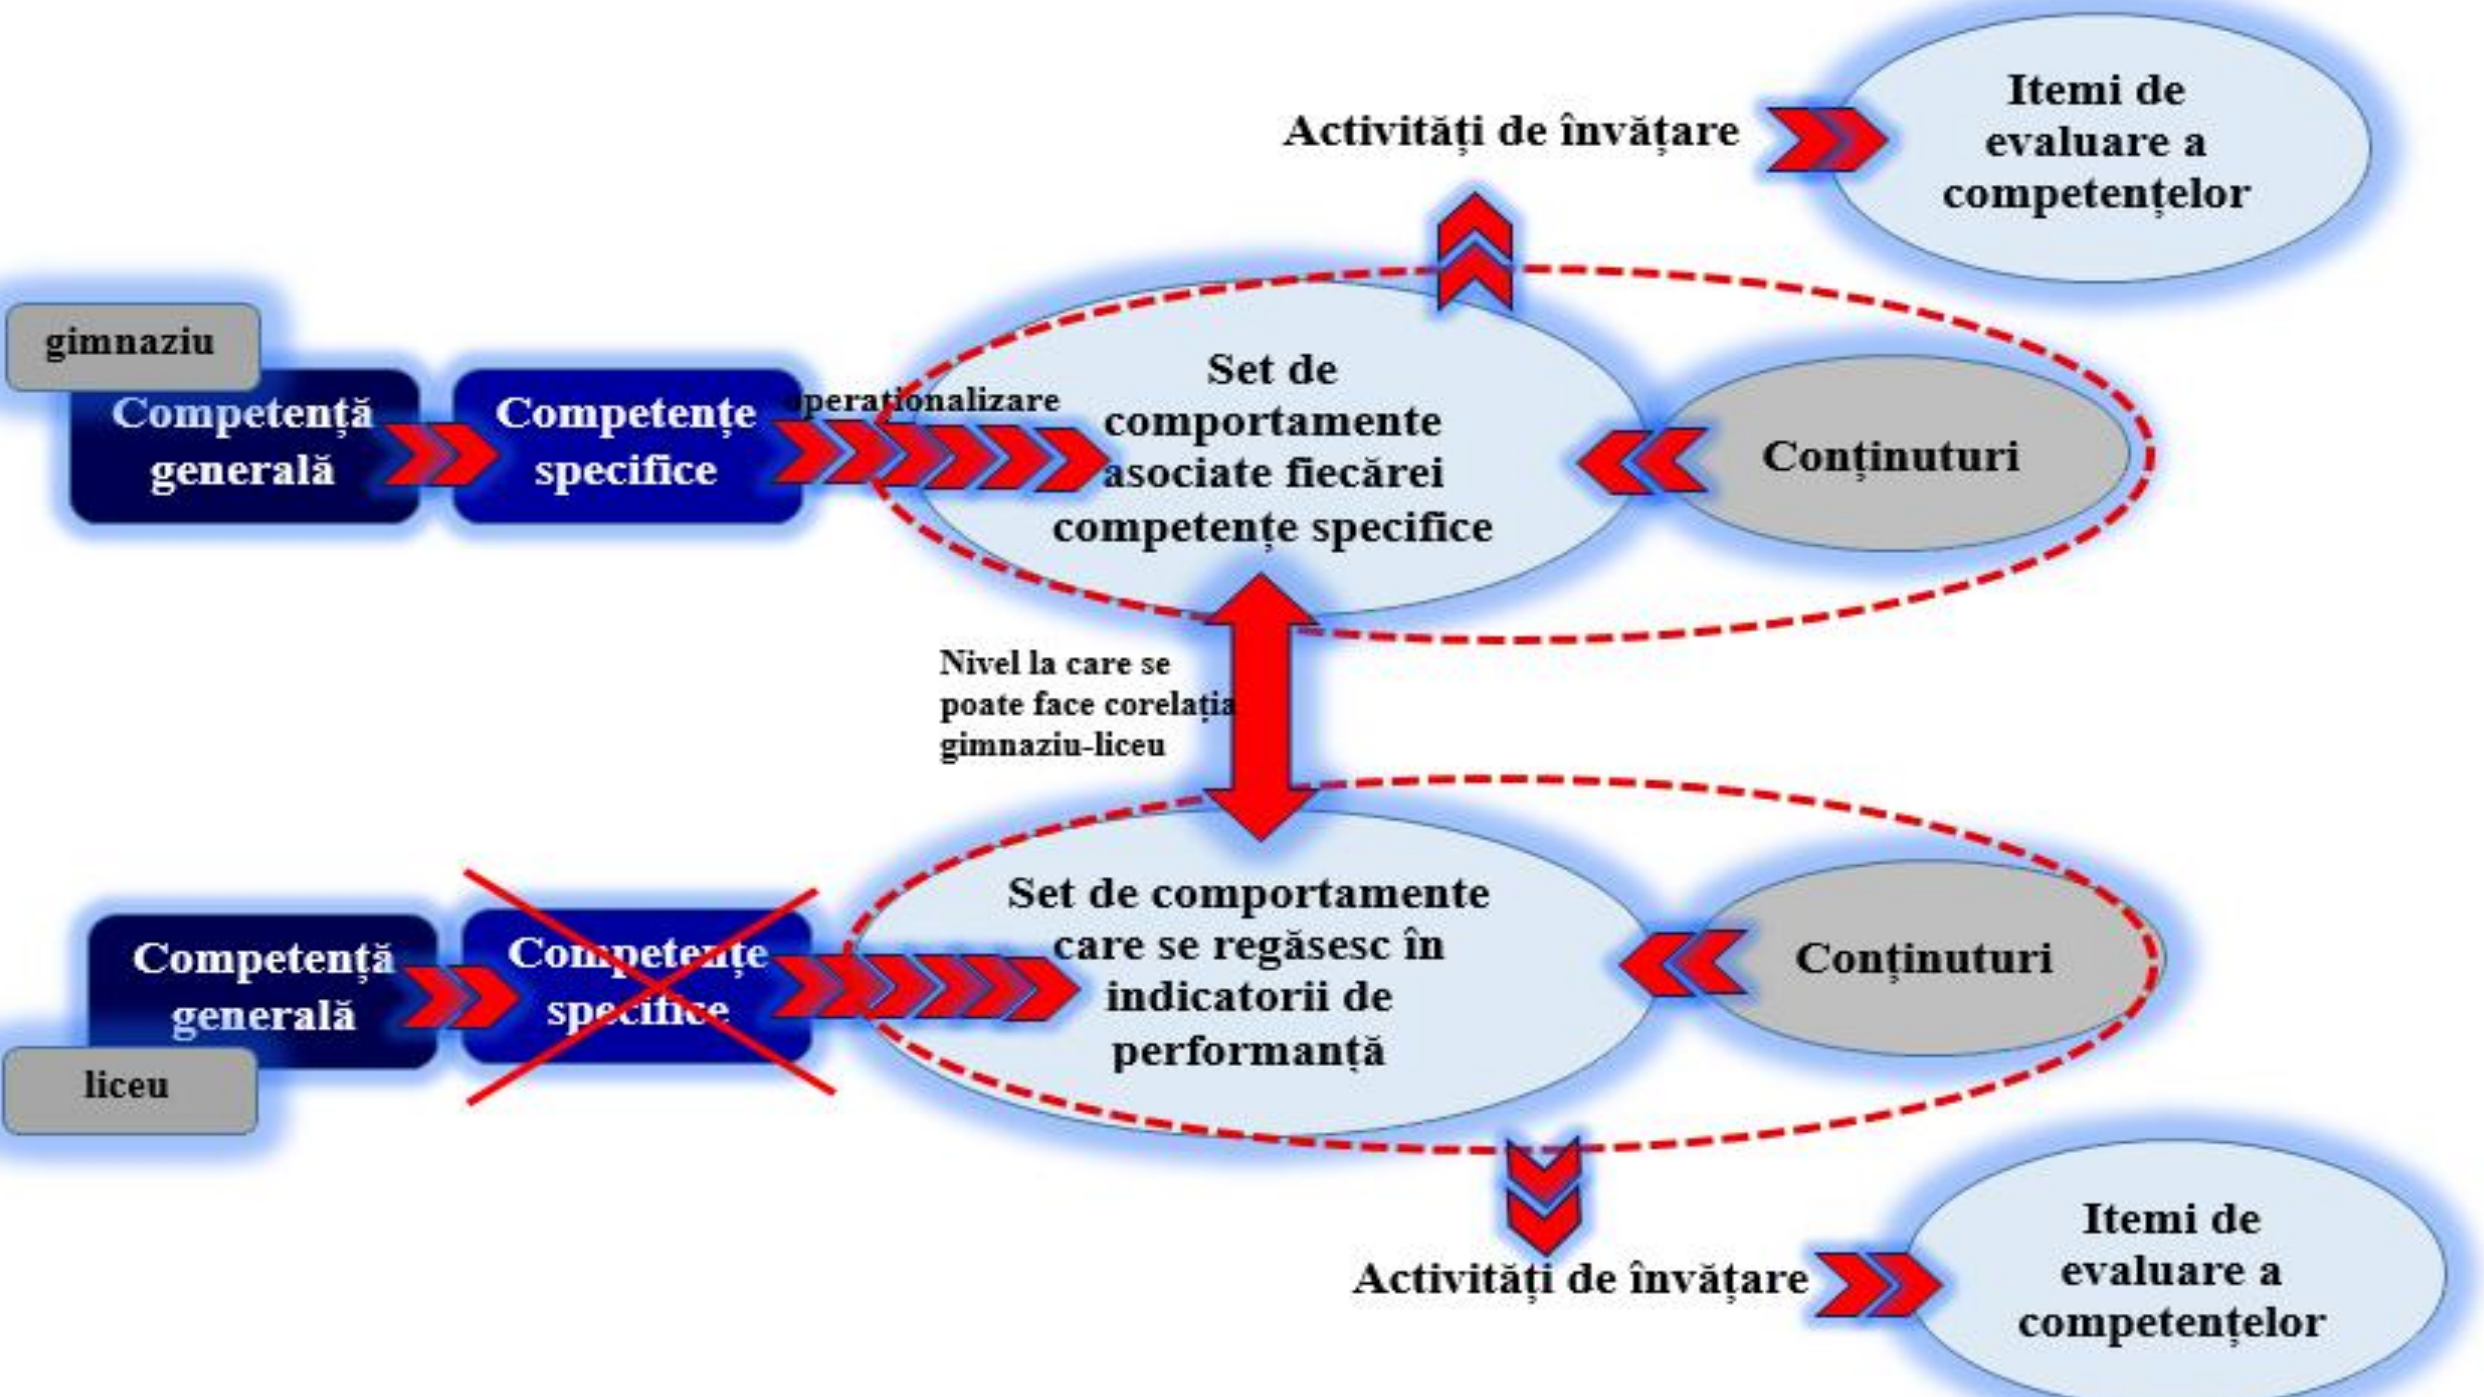 Itemi de
evaluare a
competențelor
Activități de învățare
gimnaziu
Competență
generală
Competențe
specifice
operaționalizare
Set de
comportamente
asociate fiecărei
competențe specifice
Conținuturi
Nivel la care se
poate face corelația
gimnaziu-liceu
Competență
generală
liceu
Competențe
specifice
Set de comportamente
care se regăsesc în
indicatorii de
performanță
Conținuturi
Activități de învățare
Itemi de
evaluare a
competențelor